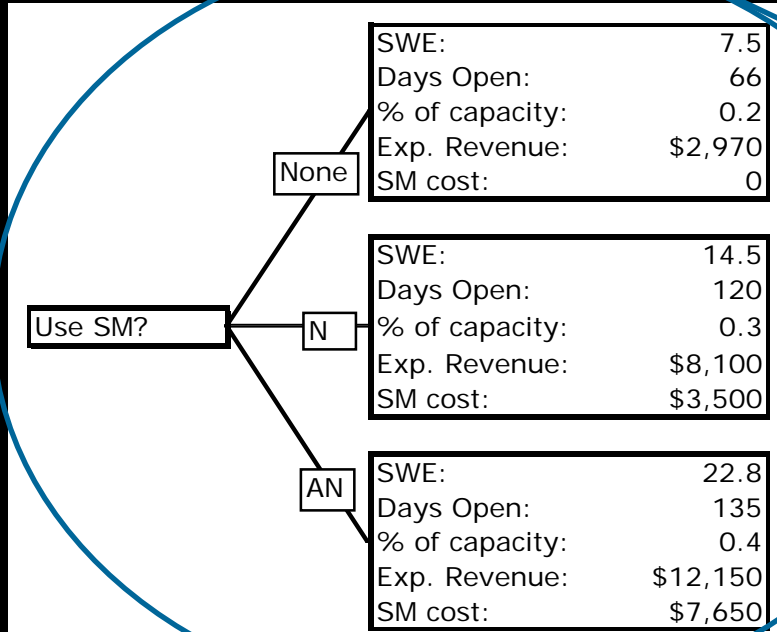 SWE: 7.5
Days Open: 66
% of capacity: 0.2
Exp. Revenue: $2,970
SM cost: 0
None
SWE: 14.5
Days Open: 120
% of capacity: 0.3
Exp. Revenue: $8,100
SM cost: $3,500
Use SM?
N
SWE: 22.8
Days Open: 135
% of capacity: 0.4
Exp. Revenue: $12,150
SM cost: $7,650
AN